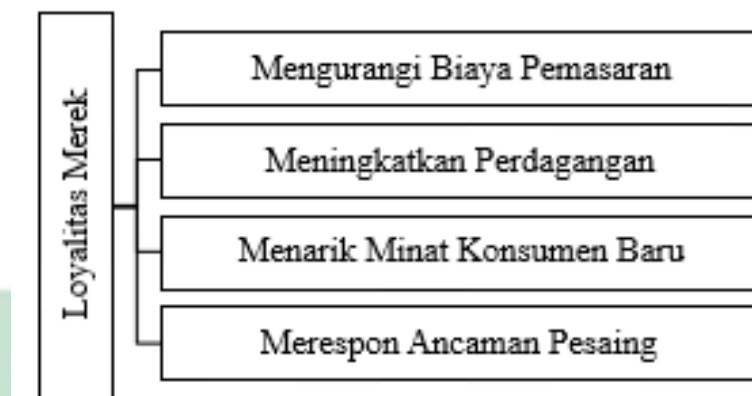 Loyalitas Merek
Mengurangi Biaya Pemasaran
Meningkatkan Perdagangan
Menarik Minat Konsumen Baru
Merespon Ancaman Pesaing